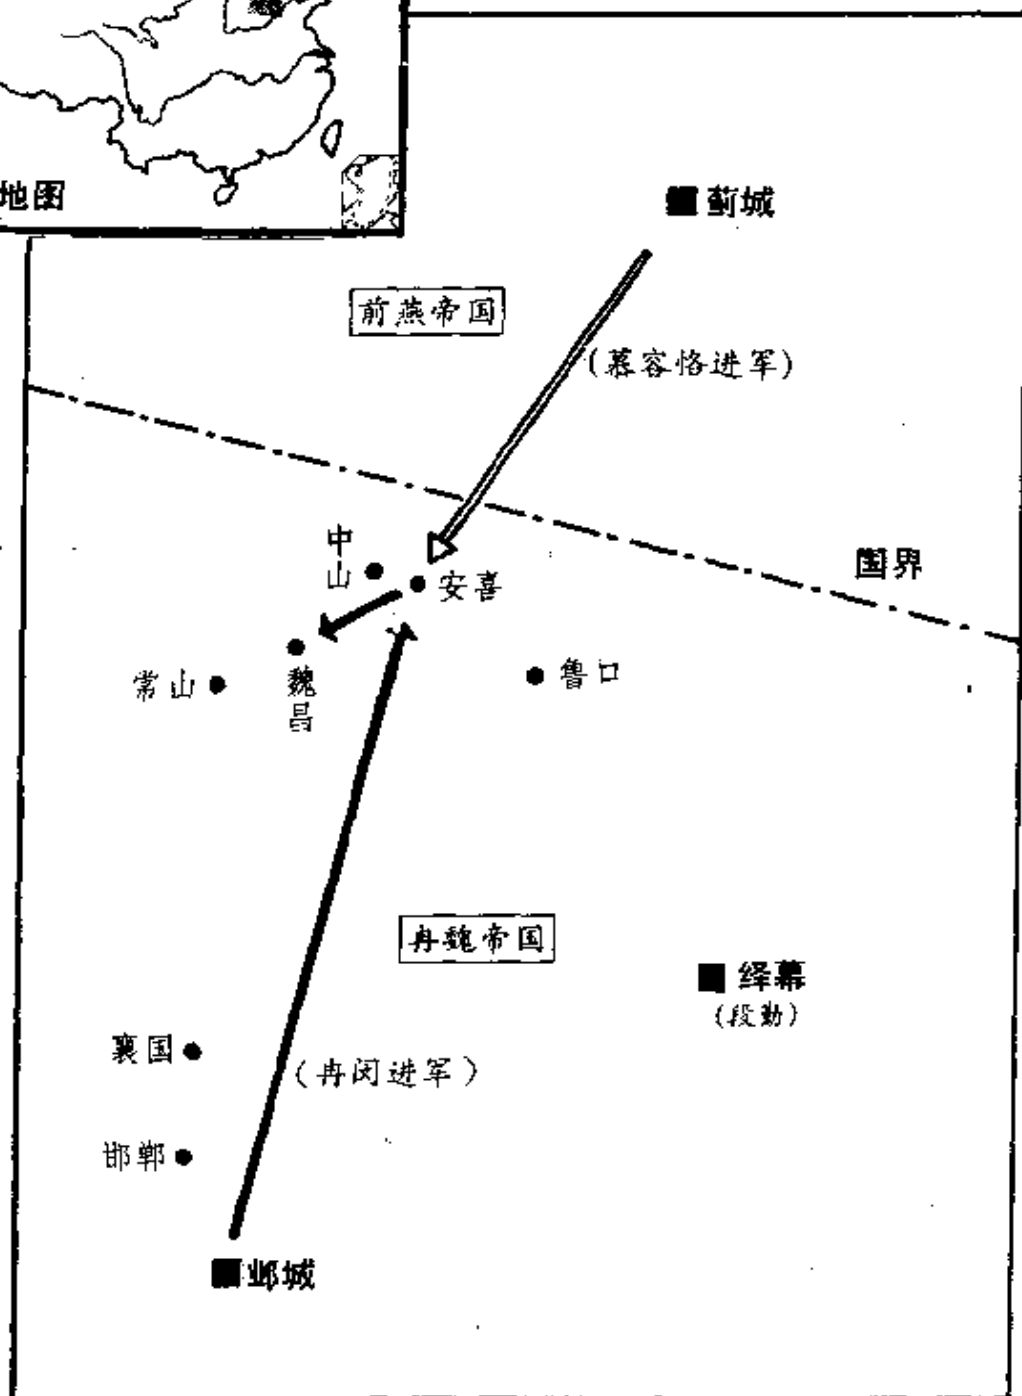 地图
蓟城
前燕帝国
(慕容恪进军)
国界
中山
安喜
魏昌
常山
鲁口
冉魏帝国
绎幕
(段勤)
襄国
(冉闵进军)
邯郸
邺城